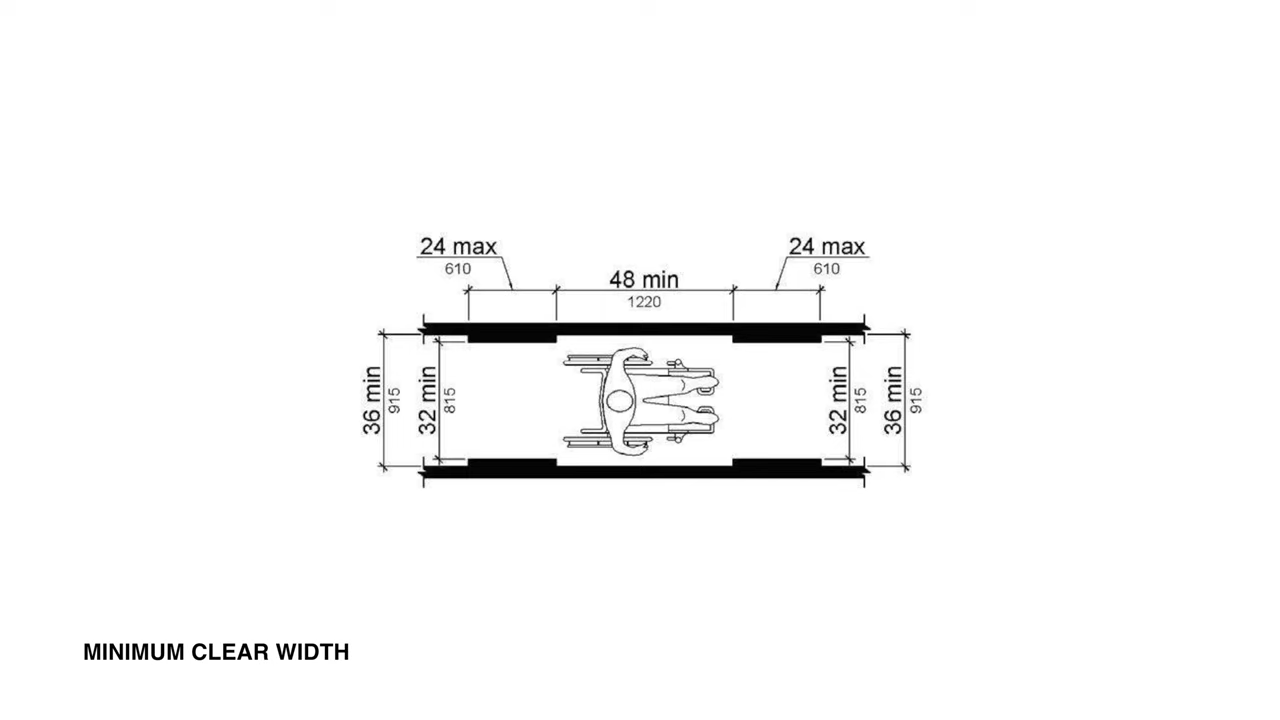 24 max
610
48 min
1220
24 max
610
36 min
915
32 min
815
32 min
815
36 min
915
MINIMUM CLEAR WIDTH